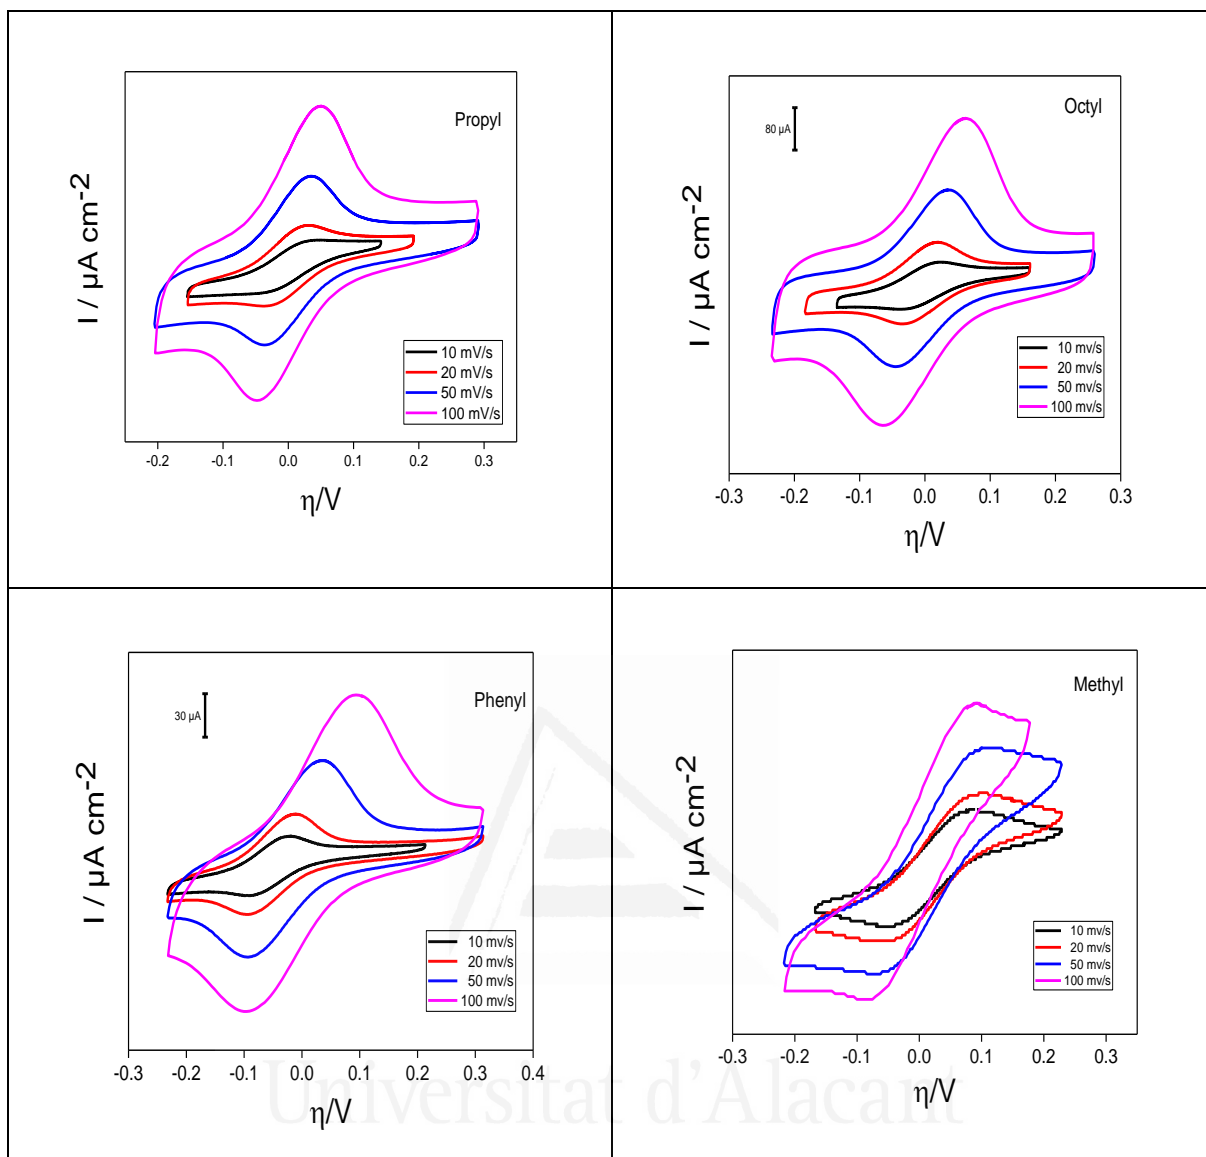 Propyl
I / µA cm-2
10 mV/s
20 mV/s
50 mV/s
100 mV/s
-0.2 -0.1 0.0 0.1 0.2 0.3
η/V
Octyl
80 µA
I / µA cm-2
10 mv/s
20 mv/s
50 mv/s
100 mv/s
-0.3 -0.2 -0.1 0.0 0.1 0.2 0.3
η/V
Phenyl
30 µA
I / µA cm-2
10 mv/s
20 mv/s
50 mv/s
100 mv/s
-0.3 -0.2 -0.1 0.0 0.1 0.2 0.3 0.4
η/V
Methyl
I / µA cm-2
10 mv/s
20 mv/s
50 mv/s
100 mv/s
-0.3 -0.2 -0.1 0.0 0.1 0.2 0.3
η/V
Universitat d'Alacant